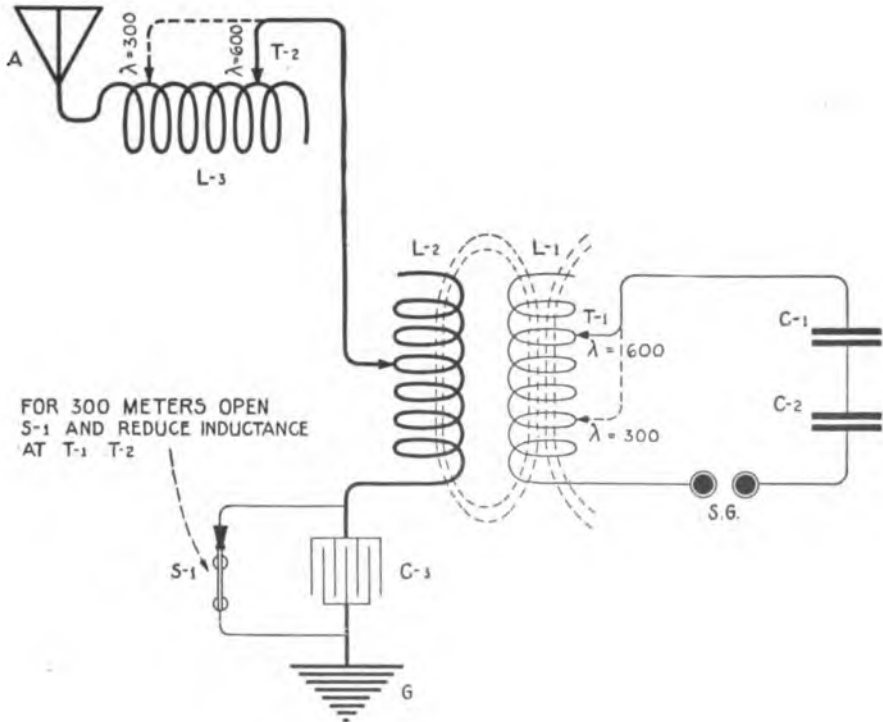 A
λ=300
λ=600
T-2
L-3
L-2
L-1
T-1
λ = 600
λ = 300
C-1
C-2
S.G.
FOR 300 METERS OPEN
S-1 AND REDUCE INDUCTANCE
AT T-1 T-2
S-1
C-3
G